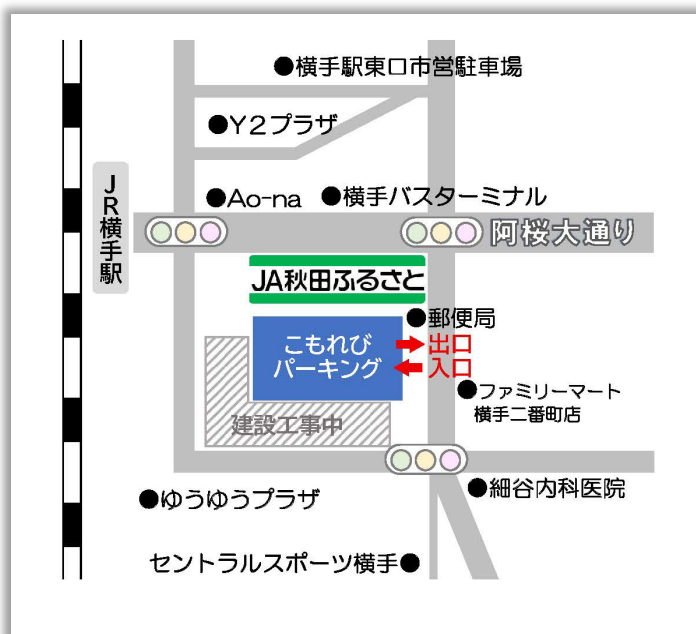 横手駅東口市営駐車場
Y2プラザ
JR横手駅
Ao-na
横手バスターミナル
阿桜大通り
JA秋田ふるさと
郵便局
こもれび
パーキング
出口
入口
ファミリーマート
横手二番町店
建設工事中
細谷内科医院
ゆうゆうプラザ
セントラルスポーツ横手